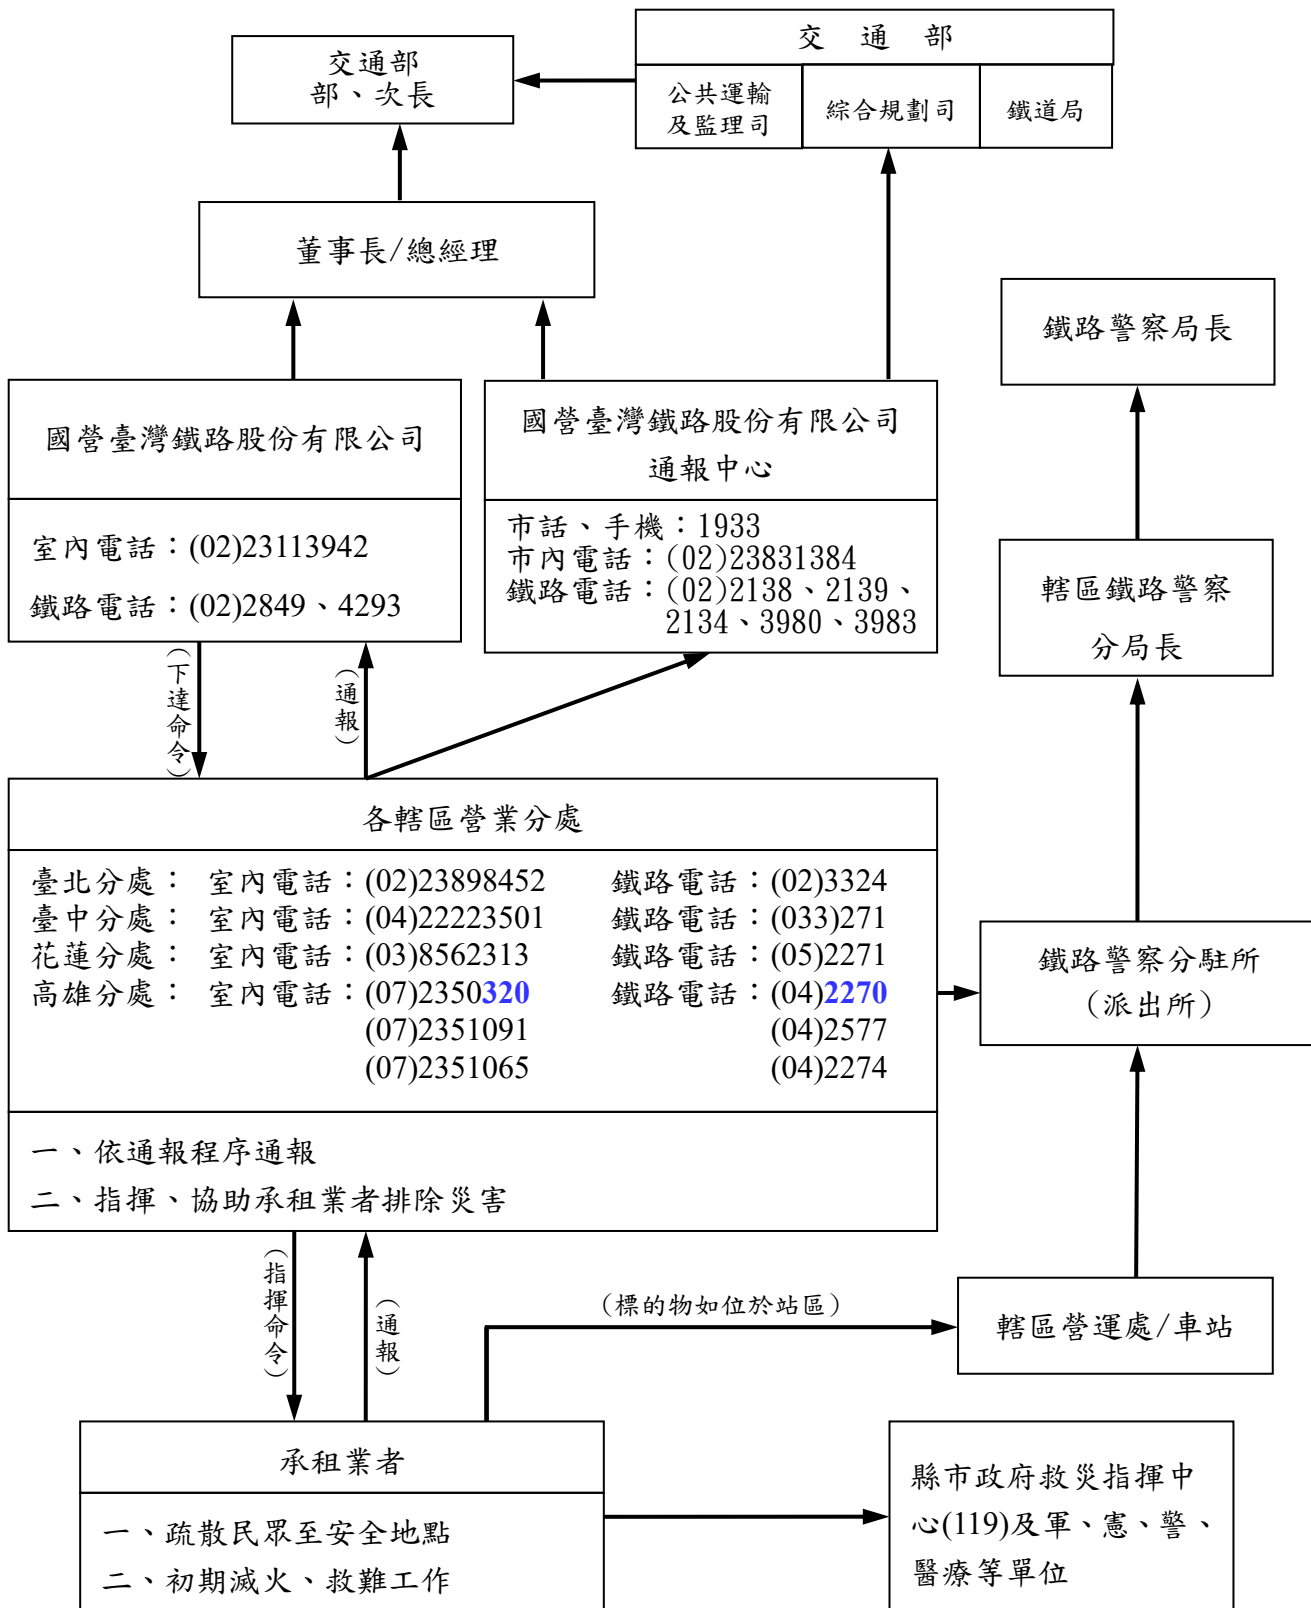 交通部
部、次長
交通部
公共運輸
及監理司
綜合規劃司
鐵道局
董事長/總經理
鐵路警察局長
國營臺灣鐵路股份有限公司
室內電話：(02)23113942
鐵路電話：(02)2849、4293
國營臺灣鐵路股份有限公司
通報中心
市話、手機：1933
市內電話：(02)23831384
鐵路電話：(02)2138、2139、
2134、3980、3983
轄區鐵路警察
分局長
(下達命令)
(通報)
各轄區營業分處
臺北分處： 室內電話：(02)23898452 鐵路電話：(02)3324
臺中分處： 室內電話：(04)22223501 鐵路電話：(033)271
花蓮分處： 室內電話：(03)8562313 鐵路電話：(05)2271
高雄分處： 室內電話：(07)2350320 鐵路電話：(04)2270
(07)2351091 (04)2577
(07)2351065 (04)2274
一、依通報程序通報
二、指揮、協助承租業者排除災害
鐵路警察分駐所
（派出所）
(指揮命令)
(通報)
（標的物如位於站區）
轄區營運處/車站
承租業者
一、疏散民眾至安全地點
二、初期滅火、救難工作
縣市政府救災指揮中
心(119)及軍、憲、警、
醫療等單位